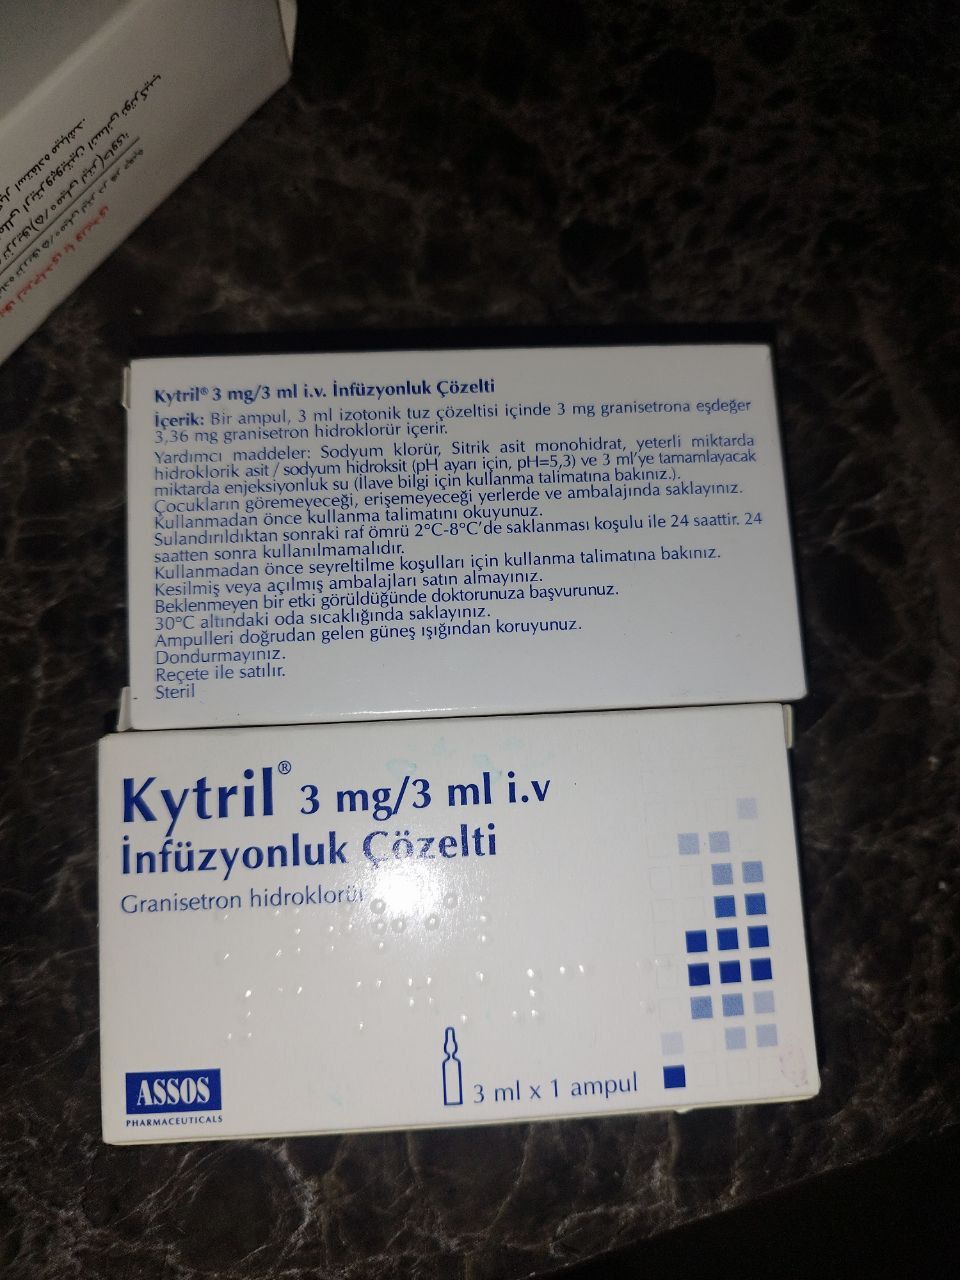 Kytril® 3 mg/3 ml i.v. İnfüzyonluk Çözelti
İçerik: Bir ampul, 3 ml izotonik tuz çözeltisi içinde 3 mg granisetrona eşdeğer
3,36 mg granisetron hidroklorür içerir.
Yardımcı maddeler: Sodyum klorür, Sitrik asit monohidrat, yeterli miktarda
hidroklorik asit / sodyum hidroksit (pH ayarı için, pH=5,3) ve 3 ml'ye tamamlayacak
miktarda enjeksiyonluk su (İlave bilgi için kullanma talimatına bakınız.).
Çocukların göremeyeceği, erişemeyeceği yerlerde ve ambalajında saklayınız.
Kullanmadan önce kullanma talimatını okuyunuz.
Sulandırıldıktan sonraki raf ömrü 2°C-8°C'de saklanması koşulu ile 24 saattir. 24
saatten sonra kullanılmamalıdır.
Kullanmadan önce seyreltilme koşulları için kullanma talimatına bakınız.
Kesilmiş veya açılmış ambalajları satın almayınız.
Beklenmeyen bir etki görüldüğünde doktorunuza başvurunuz.
30°C altındaki oda sıcaklığında saklayınız.
Ampulleri doğrudan gelen güneş ışığından koruyunuz.
Dondurmayınız.
Reçete ile satılır.
Steril
Kytril® 3 mg/3 ml i.v
İnfüzyonluk Çözelti
Granisetron hidroklorür
ASSOS
PHARMACEUTICALS
3 ml x 1 ampul